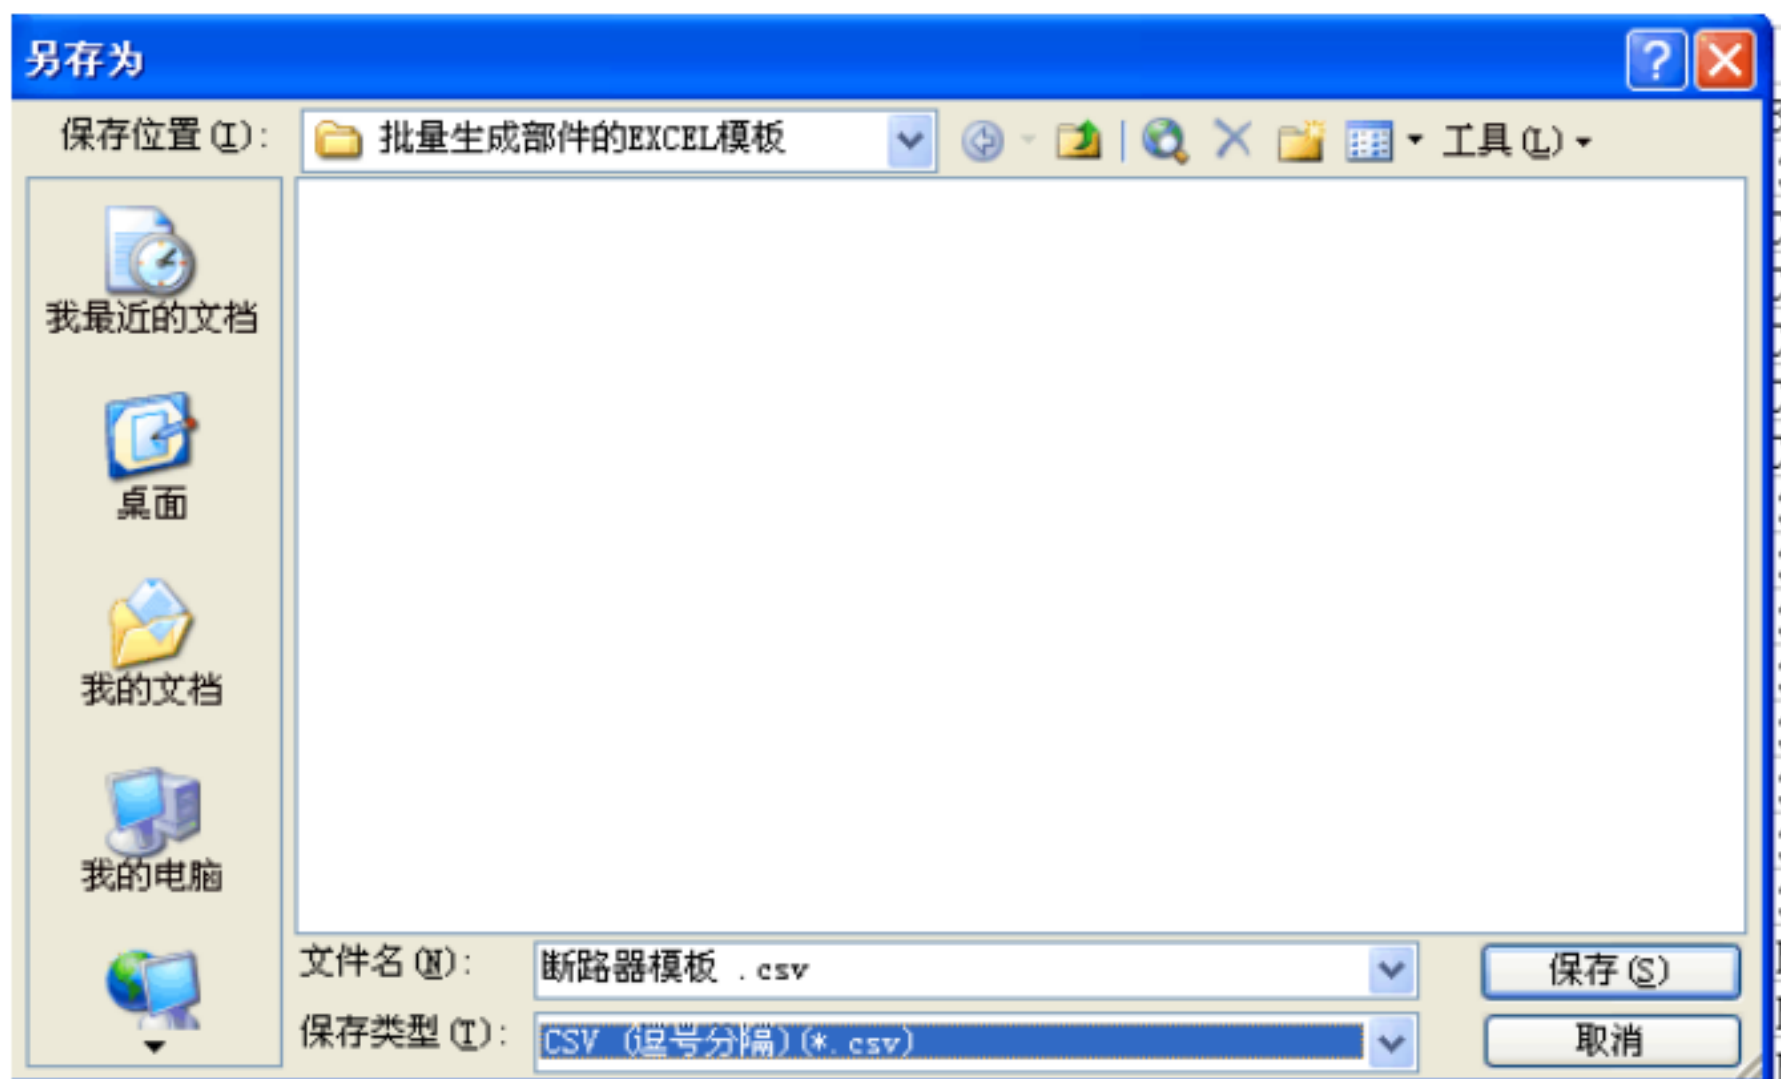 另存为
保存位置(I):
批量生成部件的EXCEL模板
工具(L)
我最近的文档
桌面
我的文档
我的电脑
文件名(N):
断路器模板 .csv
保存(S)
保存类型(T):
CSV (逗号分隔)(*.csv)
取消